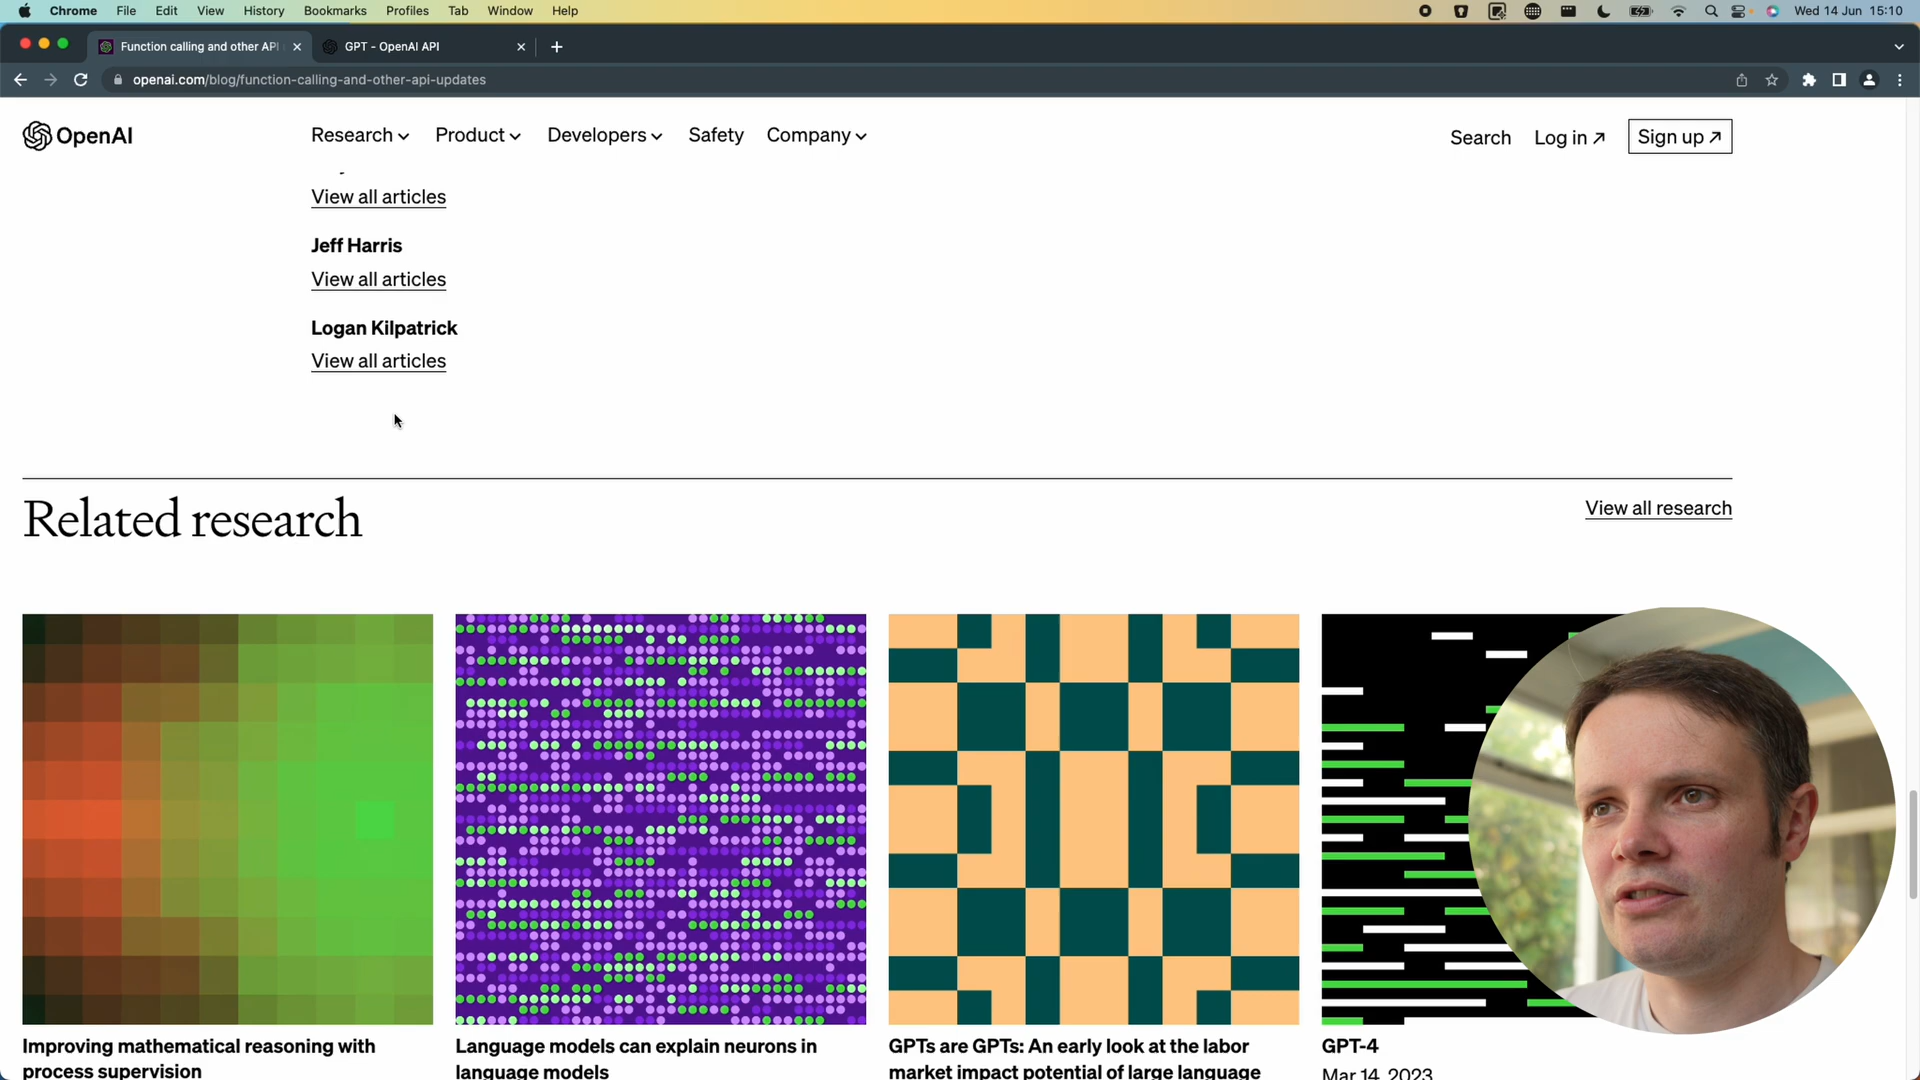 Chrome File Edit View History Bookmarks Profiles Tab Window Help Wed 14 Jun 15:10
Function calling and other API
GPT - OpenAI API
openai.com/blog/function-calling-and-other-api-updates
OpenAI Research Product Developers Safety Company Search Log in ↗ Sign up ↗
View all articles
Jeff Harris
View all articles
Logan Kilpatrick
View all articles
Related research
View all research
Improving mathematical reasoning with
process supervision
Language models can explain neurons in
language models
GPTs are GPTs: An early look at the labor
market impact potential of large language
GPT-4
Mar 14, 2023